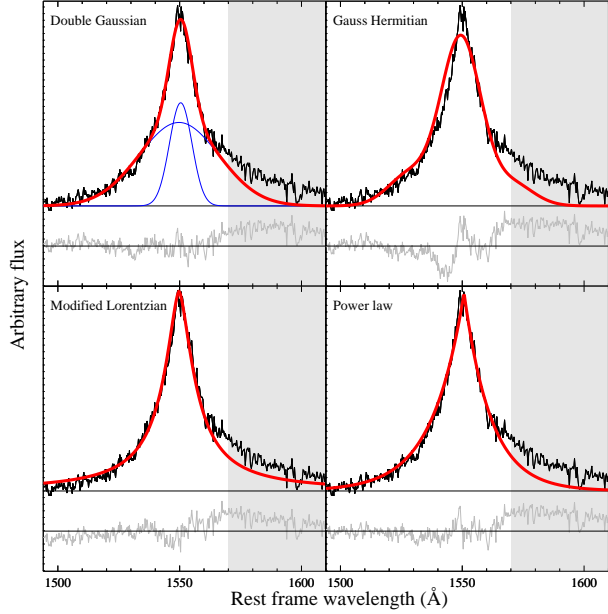 Double Gaussian
Gauss Hermitian
Modified Lorentzian
Power law
Arbitrary flux
1500 1550 1600 1500 1550 1600
Rest frame wavelength (Å)